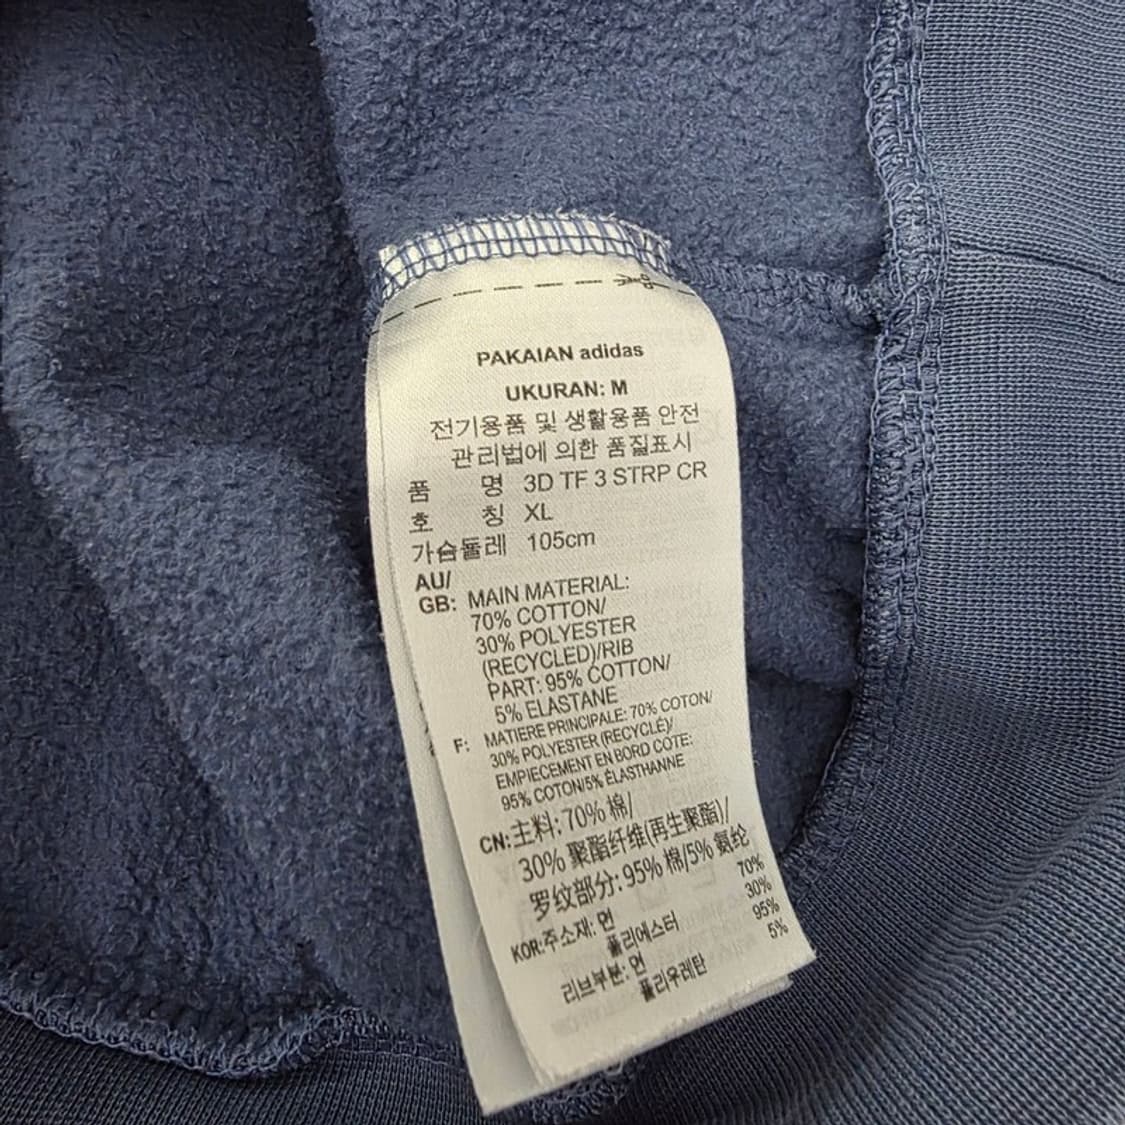 PAKAIAN adidas
UKURAN: M
전기용품 및 생활용품 안전
관리법에 의한 품질표시
품 명 3D TF 3 STRP CR
호 칭 XL
가슴둘레 105cm
AU/
GB: MAIN MATERIAL:
70% COTTON/
30% POLYESTER
(RECYCLED)/RIB
PART: 95% COTTON/
5% ELASTANE
F: MATIERE PRINCIPALE: 70% COTON/
30% POLYESTER (RECYCLÉ)/
EMPIECEMENT EN BORD COTE:
95% COTON/5% ÉLASTHANNE
CN:主料: 70% 棉/
30% 聚酯纤维(再生聚酯)/
罗纹部分: 95% 棉/5% 氨纶
KOR:주소재: 면 70%
폴리에스터 30%
리브부분: 면 95%
폴리우레탄 5%